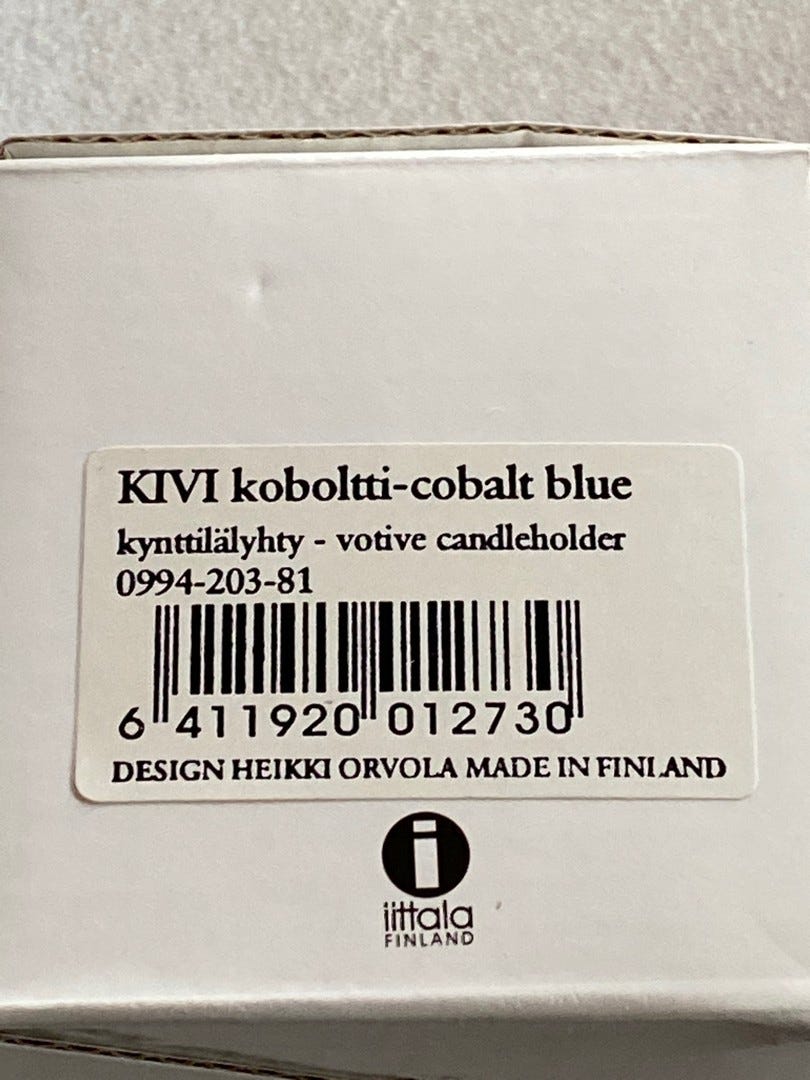 KIVI koboltti-cobalt blue
kynttilälyhty - votive candleholder
0994-203-81
6 411920 012730
DESIGN HEIKKI ORVOLA MADE IN FINLAND
i
iittala
FINLAND